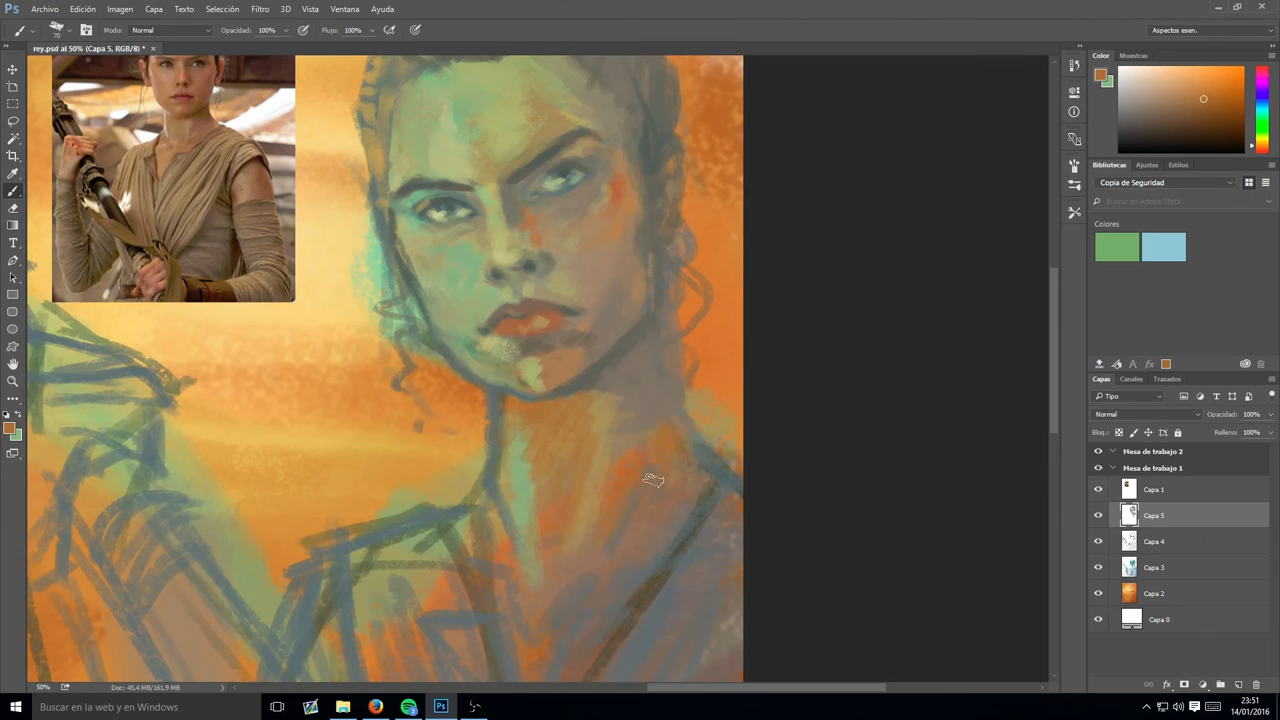 Ps Archivo Edición Imagen Capa Texto Selección Filtro 3D Vista Ventana Ayuda
70 Modo: Normal Opacidad: 100% Flujo: 100% Aspectos esen.
rey.psd al 50% (Capa 5, RGB/8) * ×
Color Muestras
Bibliotecas Ajustes Estilos
Copia de Seguridad
Buscar en Adobe Stock
Colores
Capas Canales Trazados
Tipo
Normal Opacidad: 100%
Bloq.: Relleno: 100%
Mesa de trabajo 2
Mesa de trabajo 1
Capa 1
Capa 5
Capa 4
Capa 3
Capa 2
Capa 0
50% Doc: 45,4 MB/161,9 MB
Buscar en la web y en Windows
23:51
14/01/2016